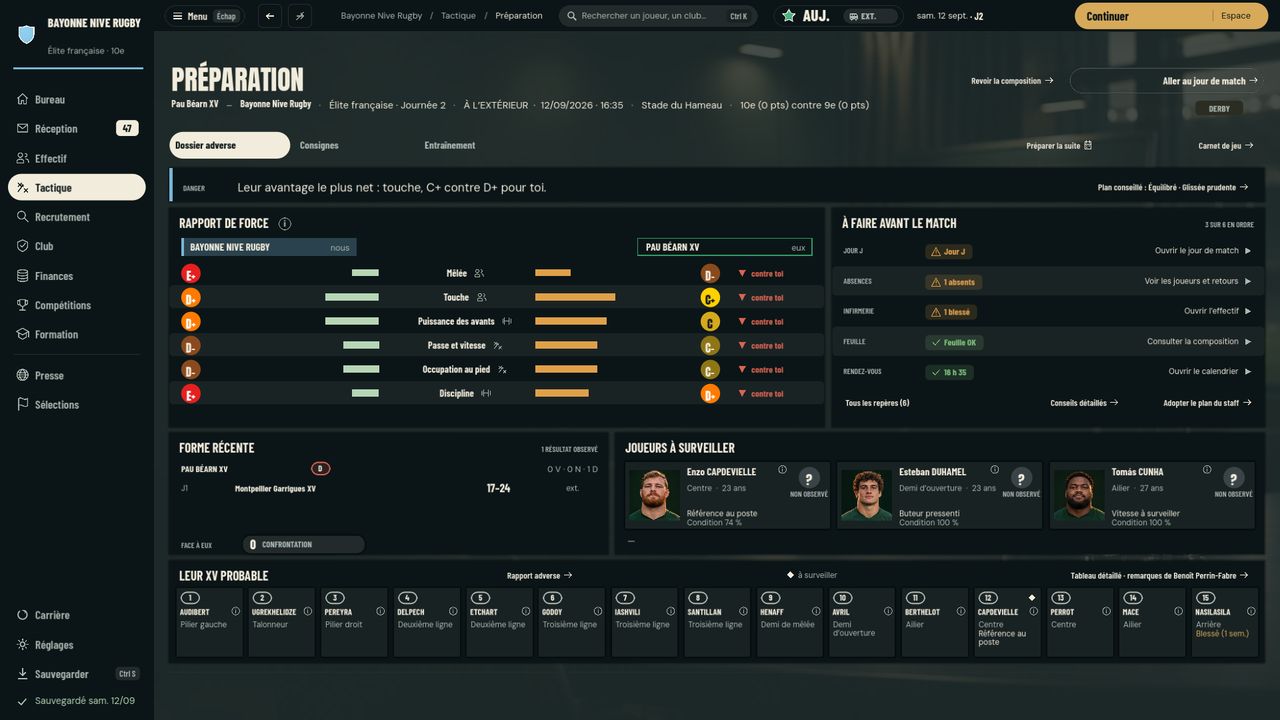 BAYONNE NIVE RUGBY
Élite française · 10e
Bureau
Réception 47
Effectif
Tactique
Recrutement
Club
Finances
Compétitions
Formation
Presse
Sélections
Carrière
Réglages
Sauvegarder Ctrl S
Sauvegardé sam. 12/09
Menu Échap
Bayonne Nive Rugby / Tactique / Préparation
Rechercher un joueur, un club... Ctrl K
AUJ. EXT. sam. 12 sept. · J2
Continuer Espace
PRÉPARATION
Revoir la composition → Aller au jour de match →
Pau Béarn XV – Bayonne Nive Rugby · Élite française · Journée 2 · À L'EXTÉRIEUR · 12/09/2026 · 16:35 · Stade du Hameau · 10e (0 pts) contre 9e (0 pts)
DERBY
Dossier adverse Consignes Entraînement Préparer la suite Carnet de jeu →
DANGER Leur avantage le plus net : touche, C+ contre D+ pour toi. Plan conseillé : Équilibré · Glissée prudente →
RAPPORT DE FORCE
BAYONNE NIVE RUGBY nous PAU BÉARN XV eux
E+ Mêlée D- ▼ contre toi
D+ Touche C+ ▼ contre toi
D+ Puissance des avants C ▼ contre toi
D- Passe et vitesse C- ▼ contre toi
D- Occupation au pied C- ▼ contre toi
E+ Discipline D+ ▼ contre toi
À FAIRE AVANT LE MATCH 3 SUR 6 EN ORDRE
JOUR J Jour J Ouvrir le jour de match ▶
ABSENCES 1 absents Voir les joueurs et retours ▶
INFIRMERIE 1 blessé Ouvrir l'effectif ▶
FEUILLE Feuille OK Consulter la composition ▶
RENDEZ-VOUS 16 h 35 Ouvrir le calendrier ▶
Tous les repères (6) Conseils détaillés → Adopter le plan du staff →
FORME RÉCENTE 1 RÉSULTAT OBSERVÉ
PAU BÉARN XV D 0 V · 0 N · 1 D
J1 Montpellier Garrigues XV 17–24 ext.
FACE À EUX 0 CONFRONTATION
JOUEURS À SURVEILLER
Enzo CAPDEVIELLE
Centre · 23 ans
? NON OBSERVÉ
Référence au poste
Condition 74 %
Esteban DUHAMEL
Demi d'ouverture · 23 ans
? NON OBSERVÉ
Buteur pressenti
Condition 100 %
Tomás CUNHA
Ailier · 27 ans
? NON OBSERVÉ
Vitesse à surveiller
Condition 100 %
—
LEUR XV PROBABLE Rapport adverse → ◆ à surveiller Tableau détaillé · remarques de Benoît Perrin-Fabre →
1 AUDIBERT Pilier gauche
2 UGREKHELIDZE Talonneur
3 PEREYRA Pilier droit
4 DELPECH Deuxième ligne
5 ETCHART Deuxième ligne
6 GODOY Troisième ligne
7 IASHVILI Troisième ligne
8 SANTILLAN Troisième ligne
9 HENAFF Demi de mêlée
10 AVRIL Demi d'ouverture
11 BERTHELOT Ailier
12 ◆ CAPDEVIELLE Centre Référence au poste
13 PERROT Centre
14 MACE Ailier
15 NASILASILA Arrière Blessé (1 sem.)